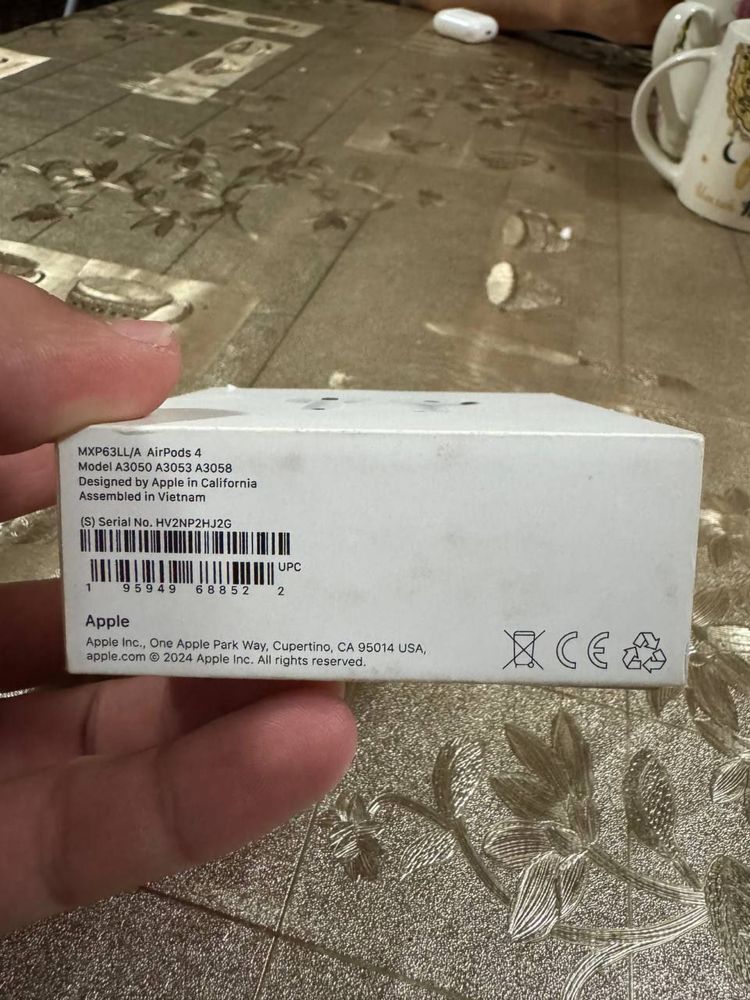 MXP63LL/A AirPods 4
Model A3050 A3053 A3058
Designed by Apple in California
Assembled in Vietnam
(S) Serial No. HV2NP2HJ2G
UPC
1 95949 68852 2
Apple
Apple Inc., One Apple Park Way, Cupertino, CA 95014 USA,
apple.com © 2024 Apple Inc. All rights reserved.
CE